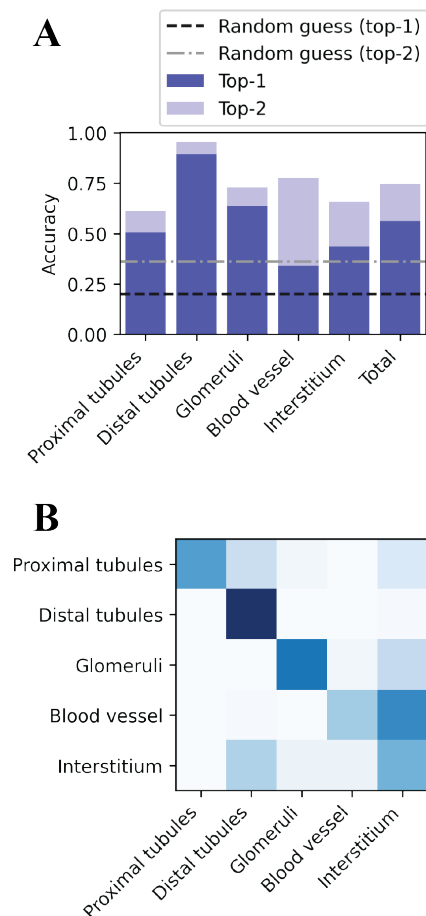 A
Random guess (top-1)
Random guess (top-2)
Top-1
Top-2
1.00
0.75
0.50
0.25
0.00
Accuracy
Proximal tubules
Distal tubules
Glomeruli
Blood vessel
Interstitium
Total
B
Proximal tubules
Distal tubules
Glomeruli
Blood vessel
Interstitium
Proximal tubules
Distal tubules
Glomeruli
Blood vessel
Interstitium